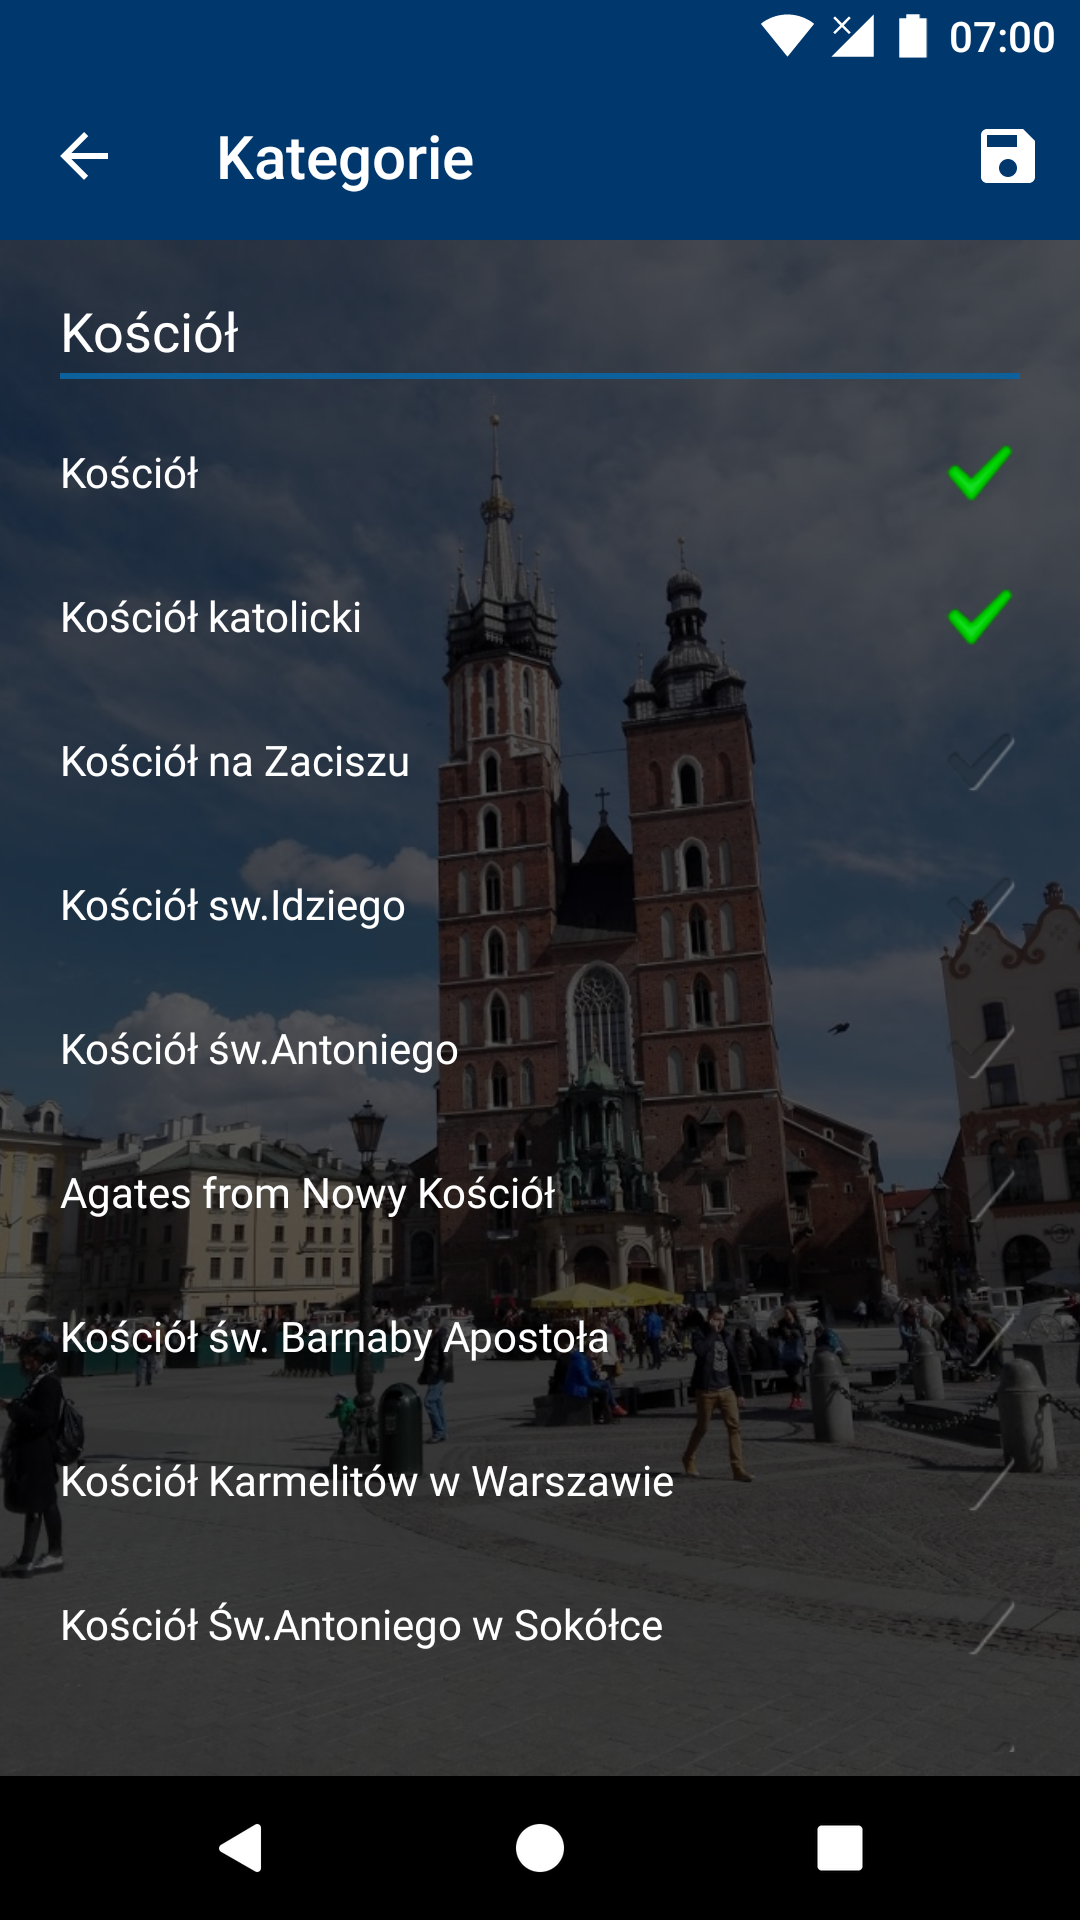 07:00
Kategorie
Kościół
Kościół
Kościół katolicki
Kościół na Zaciszu
Kościół sw.Idziego
Kościół św.Antoniego
Agates from Nowy Kościół
Kościół św. Barnaby Apostoła
Kościół Karmelitów w Warszawie
Kościół Św.Antoniego w Sokółce